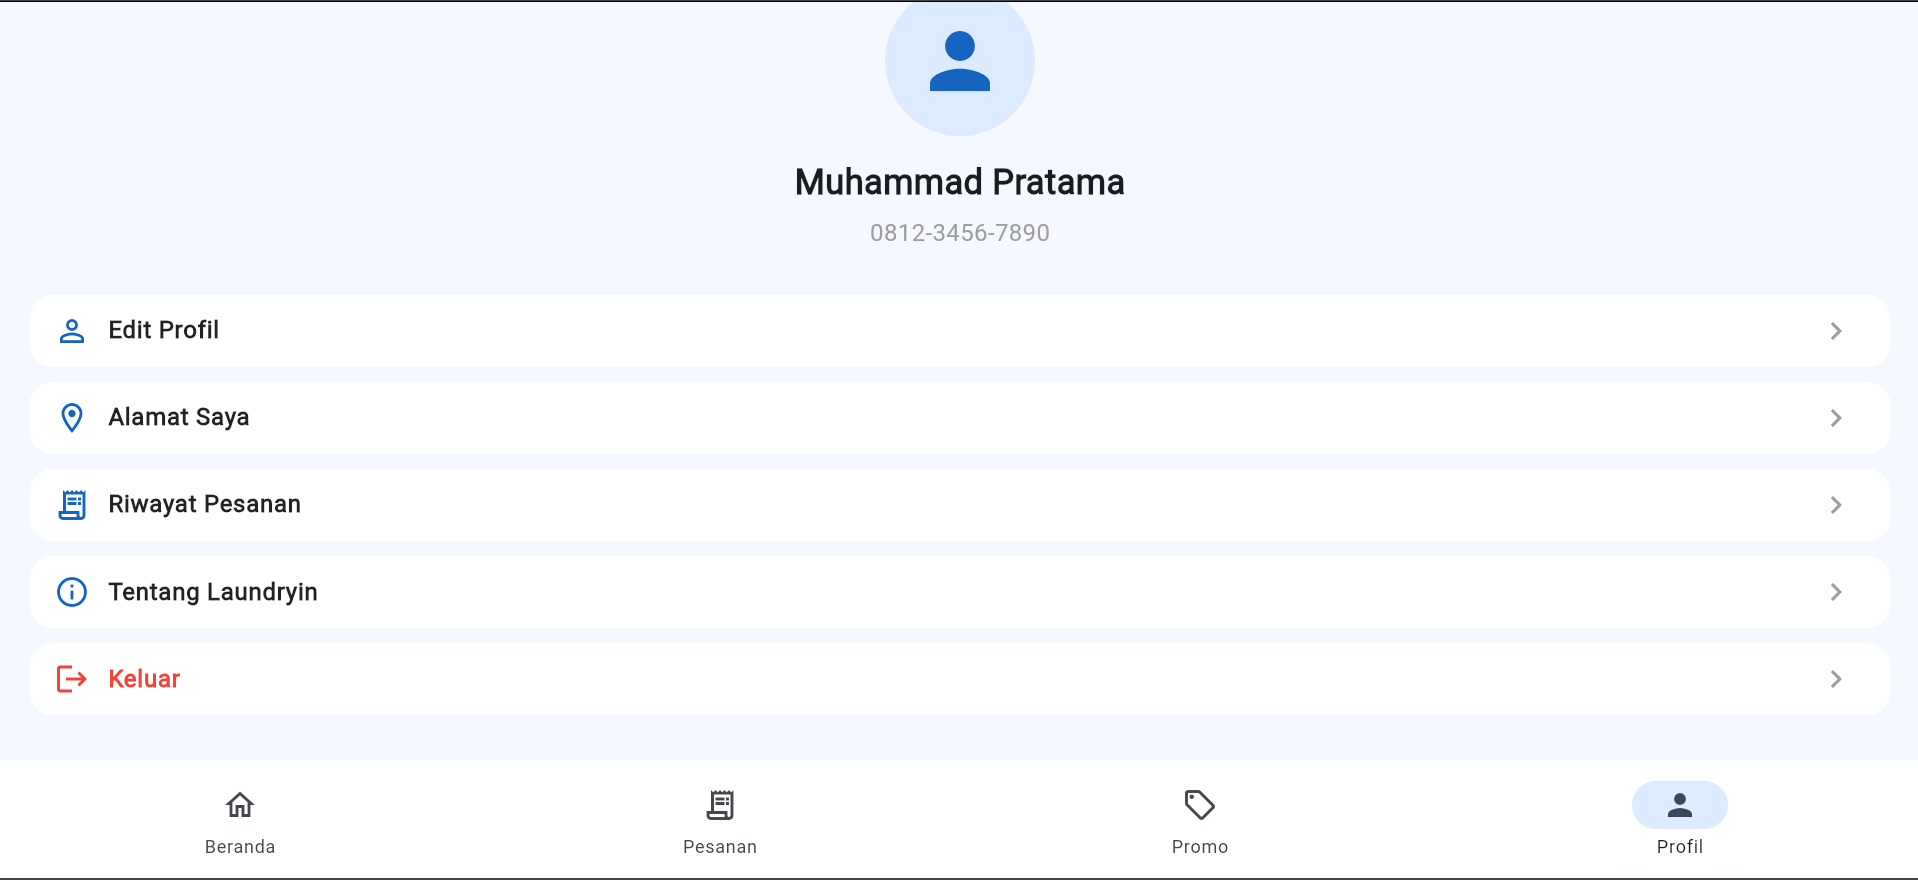 Muhammad Pratama
0812-3456-7890
Edit Profil
Alamat Saya
Riwayat Pesanan
Tentang Laundryin
Keluar
Beranda
Pesanan
Promo
Profil